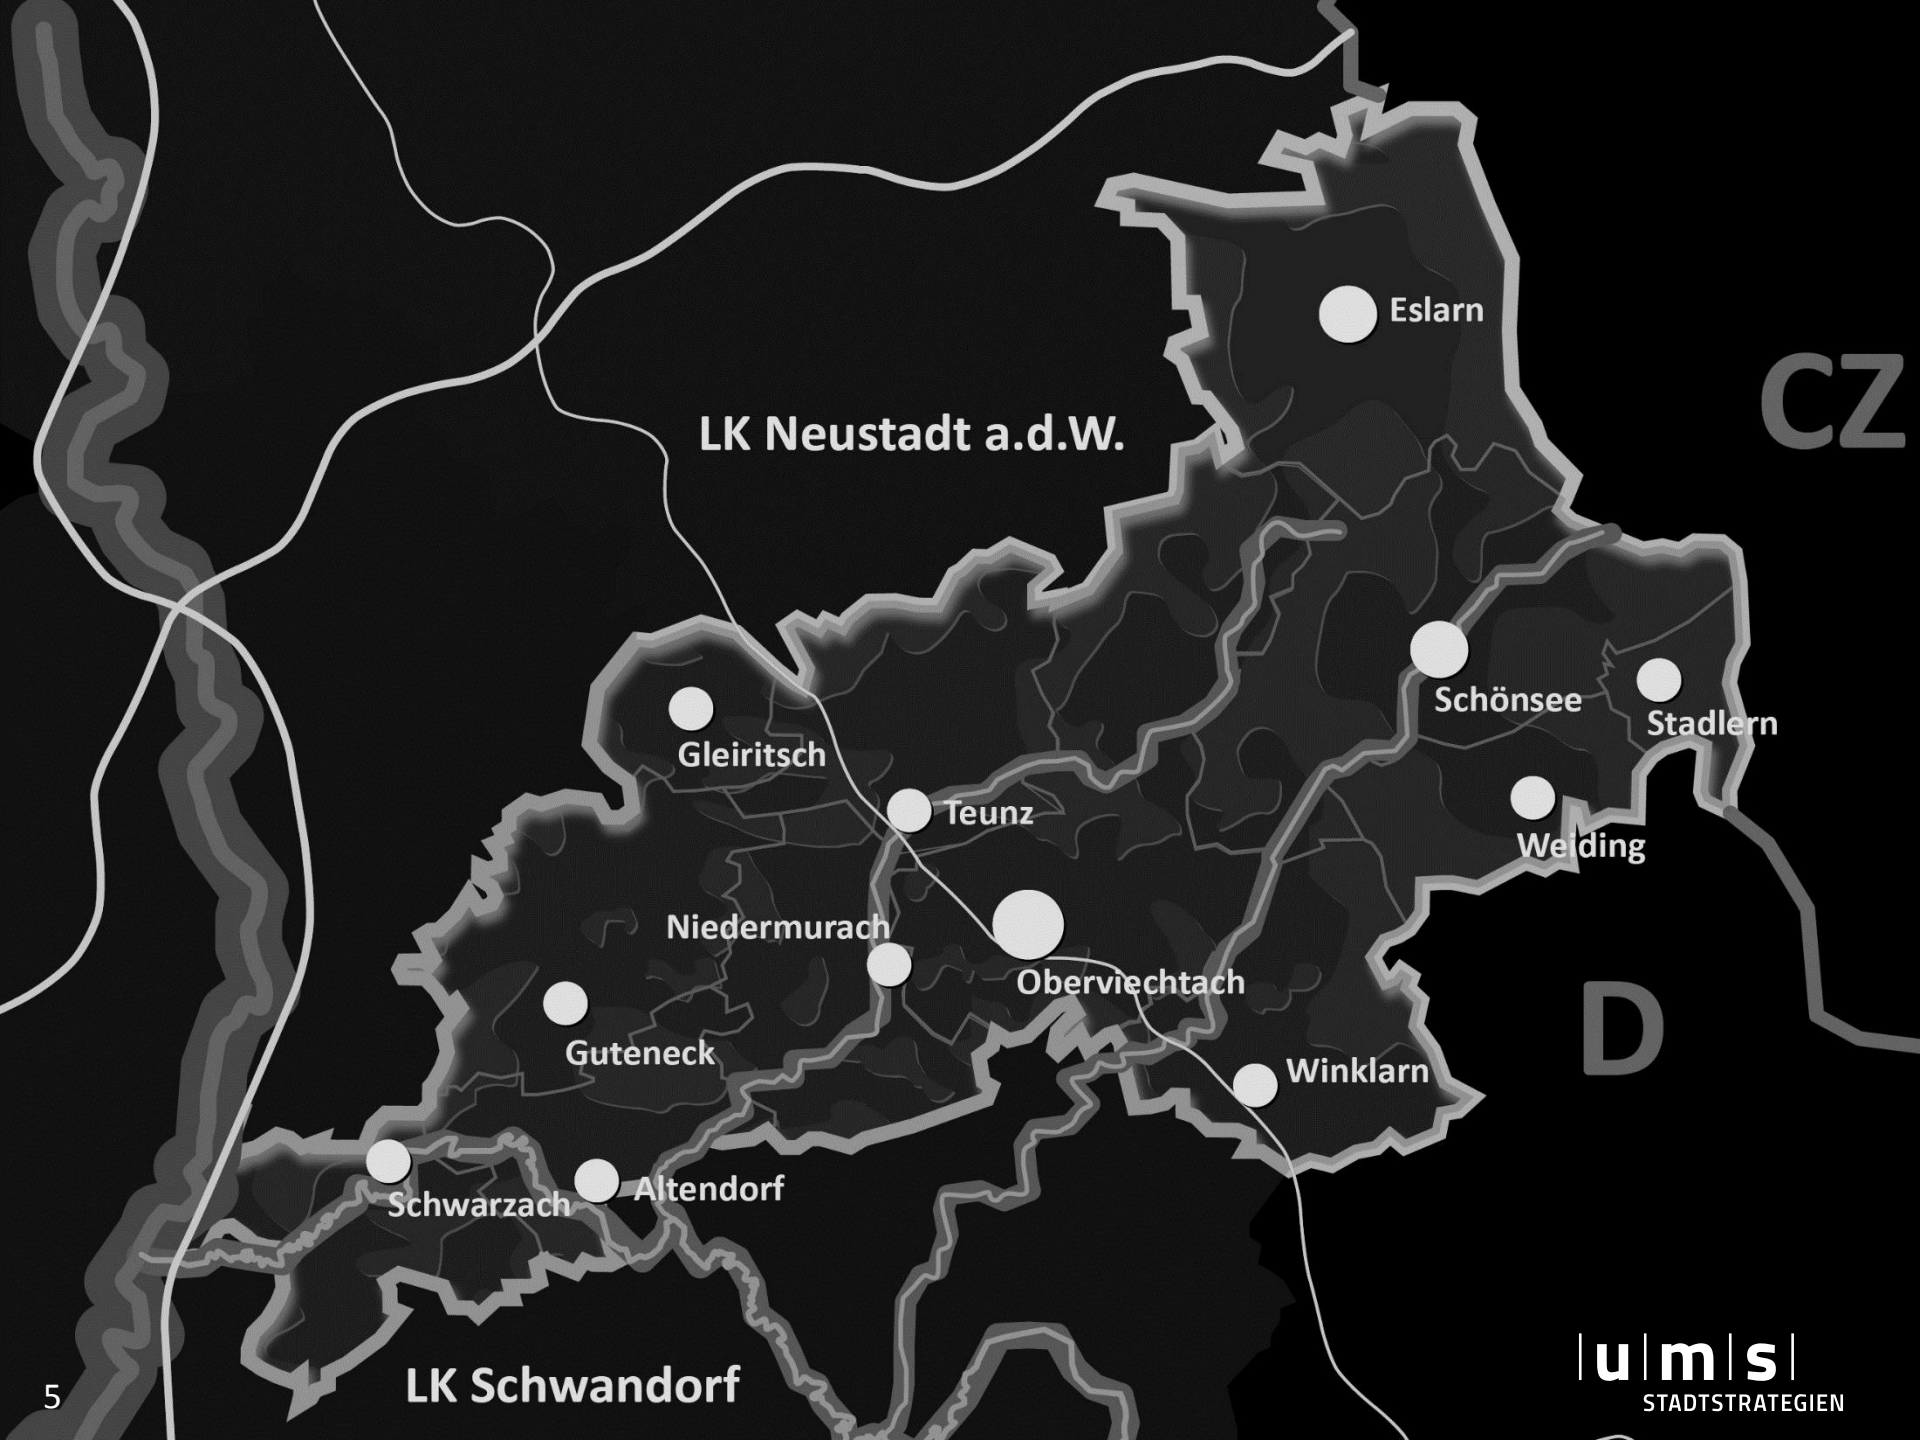 Eslarn
CZ
LK Neustadt a.d.W.
Schönsee
Stadlern
Gleiritsch
Teunz
Weiding
Niedermurach
Oberviechtach
D
Guteneck
Winklarn
Altendorf
Schwarzach
LK Schwandorf
5
|u|m|s|
STADTSTRATEGIEN